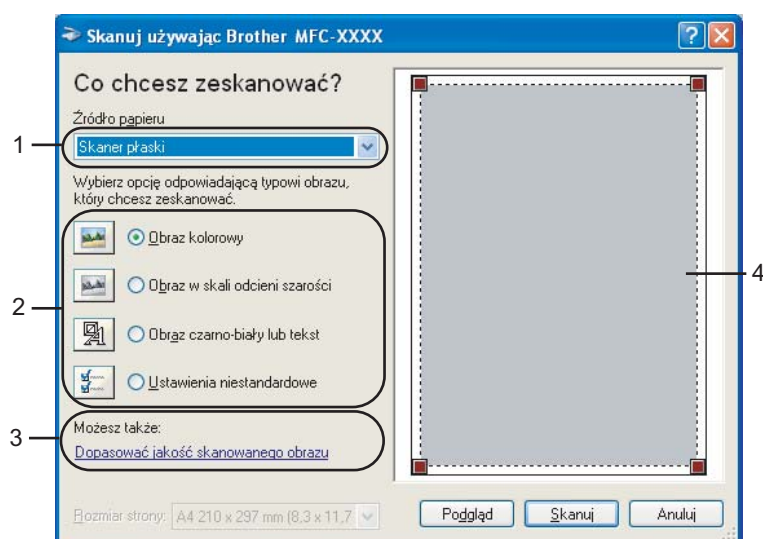 Skanuj używając Brother MFC-XXXX
Co chcesz zeskanować?
Źródło papieru
1
Skaner płaski
Wybierz opcję odpowiadającą typowi obrazu,
który chcesz zeskanować.
Obraz kolorowy
Obraz w skali odcieni szarości
2
Obraz czarno-biały lub tekst
Ustawienia niestandardowe
3
Możesz także:
Dopasować jakość skanowanego obrazu
4
Rozmiar strony: A4 210 x 297 mm (8,3 x 11,7
Podgląd
Skanuj
Anuluj